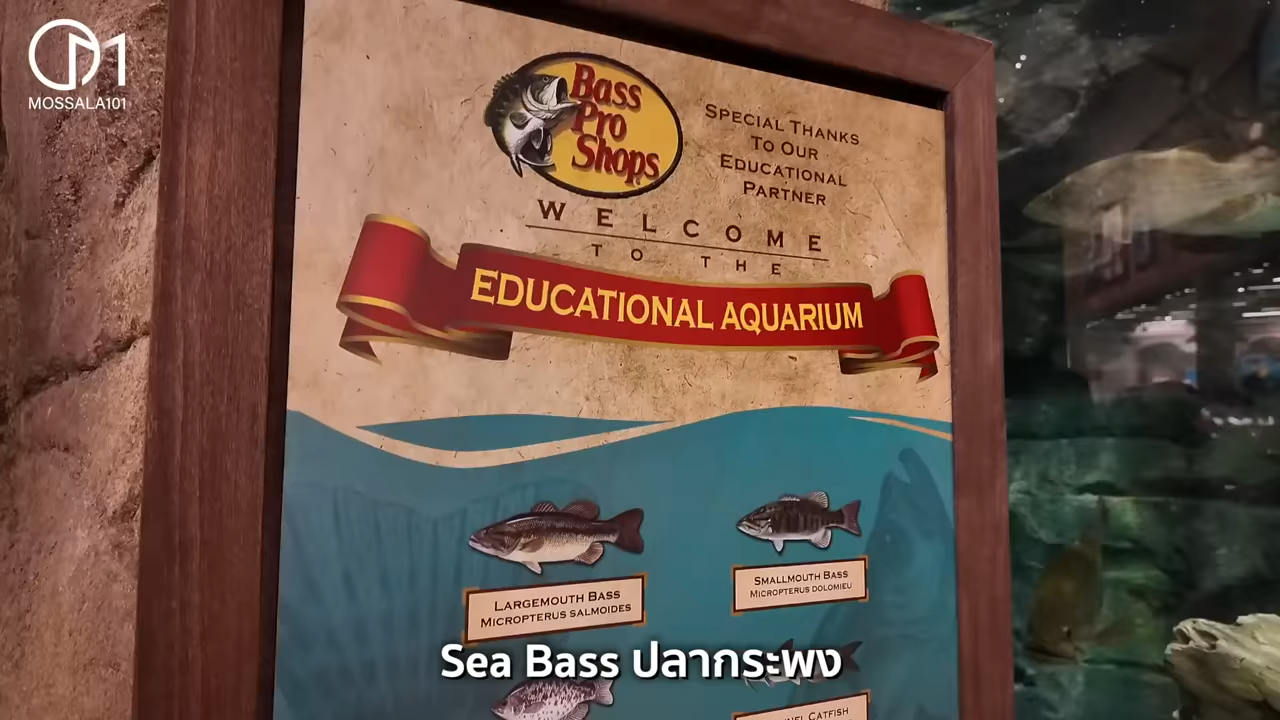 MOSSALA101
Bass
Pro
Shops
SPECIAL THANKS
TO OUR
EDUCATIONAL
PARTNER
WELCOME
TO THE
EDUCATIONAL AQUARIUM
LARGEMOUTH BASS
MICROPTERUS SALMOIDES
SMALLMOUTH BASS
MICROPTERUS DOLOMIEU
Sea Bass ปลากระพง
CATFISH